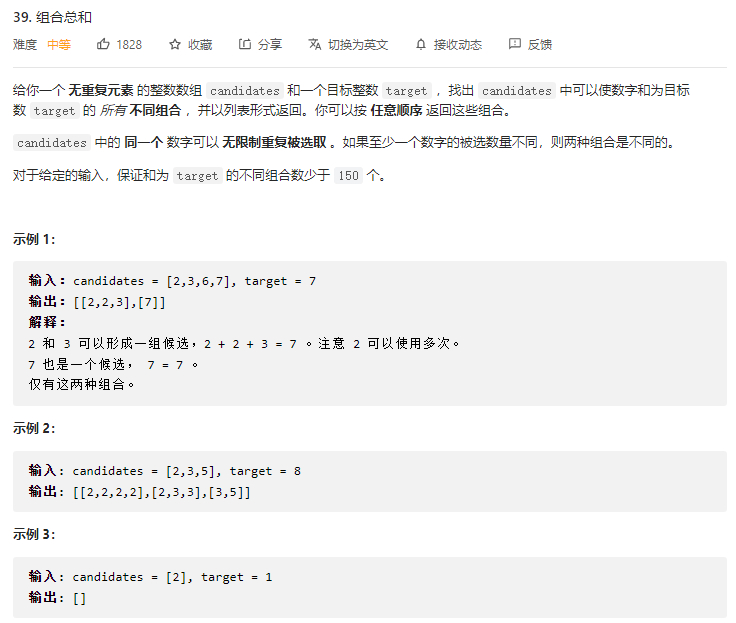 39. 组合总和
难度 中等 1828 收藏 分享 切换为英文 接收动态 反馈
给你一个 无重复元素 的整数数组 candidates 和一个目标整数 target ，找出 candidates 中可以使数字和为目标
数 target 的 所有 不同组合 ，并以列表形式返回。你可以按 任意顺序 返回这些组合。
candidates 中的 同一个 数字可以 无限制重复被选取 。如果至少一个数字的被选数量不同，则两种组合是不同的。
对于给定的输入，保证和为 target 的不同组合数少于 150 个。
示例 1：
输入：candidates = [2,3,6,7], target = 7
输出：[[2,2,3],[7]]
解释：
2 和 3 可以形成一组候选，2 + 2 + 3 = 7 。注意 2 可以使用多次。
7 也是一个候选， 7 = 7 。
仅有这两种组合。
示例 2：
输入: candidates = [2,3,5], target = 8
输出: [[2,2,2,2],[2,3,3],[3,5]]
示例 3：
输入: candidates = [2], target = 1
输出: []